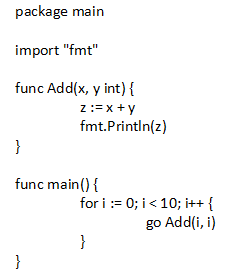 package main
import "fmt"
func Add(x, y int) {
z := x + y
fmt.Println(z)
}
func main() {
for i := 0; i < 10; i++ {
go Add(i, i)
}
}